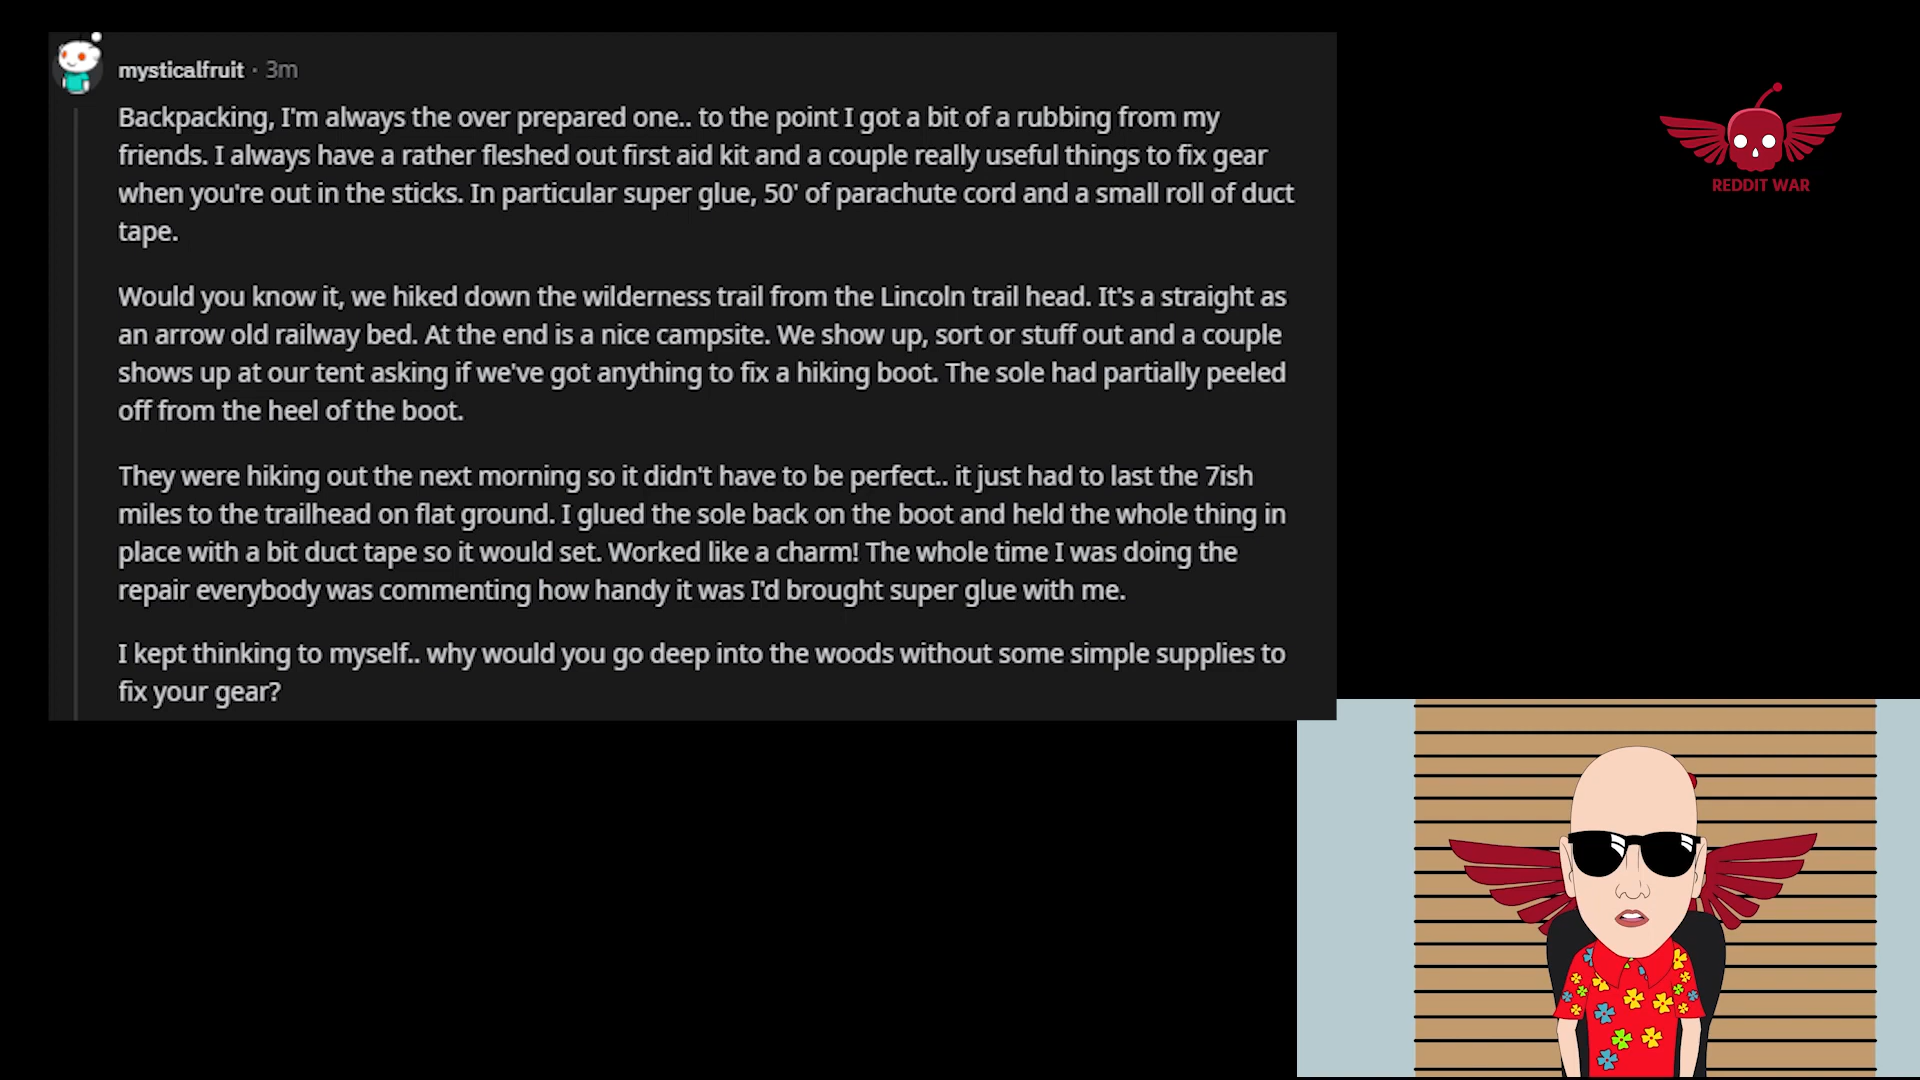 mysticalfruit · 3m
Backpacking, I'm always the over prepared one.. to the point I got a bit of a rubbing from my
friends. I always have a rather fleshed out first aid kit and a couple really useful things to fix gear
when you're out in the sticks. In particular super glue, 50' of parachute cord and a small roll of duct
tape.
Would you know it, we hiked down the wilderness trail from the Lincoln trail head. It's a straight as
an arrow old railway bed. At the end is a nice campsite. We show up, sort or stuff out and a couple
shows up at our tent asking if we've got anything to fix a hiking boot. The sole had partially peeled
off from the heel of the boot.
They were hiking out the next morning so it didn't have to be perfect.. it just had to last the 7ish
miles to the trailhead on flat ground. I glued the sole back on the boot and held the whole thing in
place with a bit duct tape so it would set. Worked like a charm! The whole time I was doing the
repair everybody was commenting how handy it was I'd brought super glue with me.
I kept thinking to myself.. why would you go deep into the woods without some simple supplies to
fix your gear?
REDDIT WAR